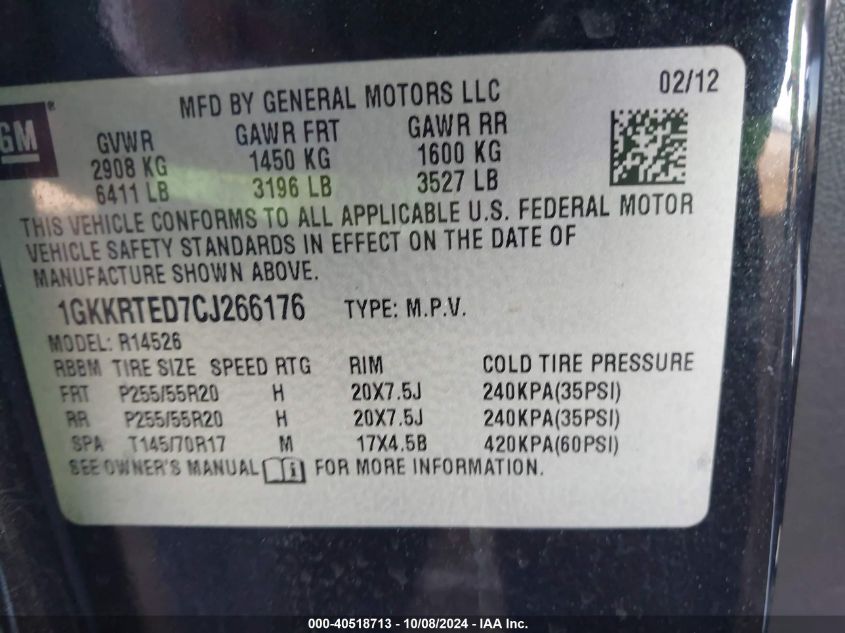 GM ®
MFD BY GENERAL MOTORS LLC 02/12
GVWR GAWR FRT GAWR RR
2908 KG 1450 KG 1600 KG
6411 LB 3196 LB 3527 LB
THIS VEHICLE CONFORMS TO ALL APPLICABLE U.S. FEDERAL MOTOR
VEHICLE SAFETY STANDARDS IN EFFECT ON THE DATE OF
MANUFACTURE SHOWN ABOVE.
1GKKRTED7CJ266176 TYPE: M.P.V.
MODEL: R14526
RBBM TIRE SIZE SPEED RTG RIM COLD TIRE PRESSURE
FRT P255/55R20 H 20X7.5J 240KPA(35PSI)
RR P255/55R20 H 20X7.5J 240KPA(35PSI)
SPA T145/70R17 M 17X4.5B 420KPA(60PSI)
SEE OWNER'S MANUAL FOR MORE INFORMATION.
000-40518713 - 10/08/2024 - IAA Inc.